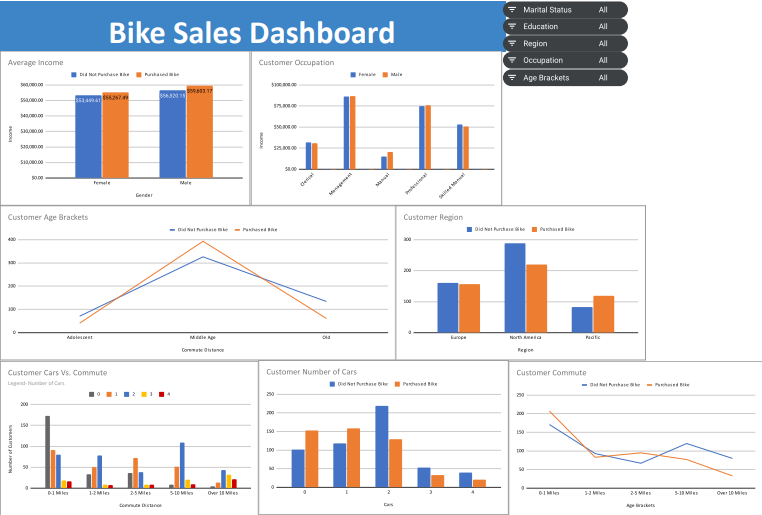 Bike Sales Dashboard
Marital Status All
Education All
Region All
Occupation All
Age Brackets All
Average Income
Did Not Purchase Bike Purchased Bike
$60,000.00
$50,000.00
$40,000.00
$30,000.00
$20,000.00
$10,000.00
$0.00
Income
$53,449.61
$55,267.49
$56,520.15
$59,603.17
Female Male
Gender
Customer Occupation
Female Male
$100,000.00
$75,000.00
$50,000.00
$25,000.00
$0.00
Income
Clerical
Management
Manual
Professional
Skilled Manual
Customer Age Brackets
Did Not Purchase Bike Purchased Bike
400
300
200
100
0
Adolescent Middle Age Old
Commute Distance
Customer Region
Did Not Purchase Bike Purchased Bike
300
200
100
0
Europe North America Pacific
Region
Customer Cars Vs. Commute
Legend- Number of Cars
0 1 2 3 4
200
150
100
50
0
Number of Customers
0-1 Miles 1-2 Miles 2-5 Miles 5-10 Miles Over 10 Miles
Commute Distance
Customer Number of Cars
Did Not Purchase Bike Purchased Bike
250
200
150
100
50
0
0 1 2 3 4
Cars
Customer Commute
Did Not Purchase Bike Purchased Bike
250
200
150
100
50
0
0-1 Miles 1-2 Miles 2-5 Miles 5-10 Miles Over 10 Miles
Age Brackets